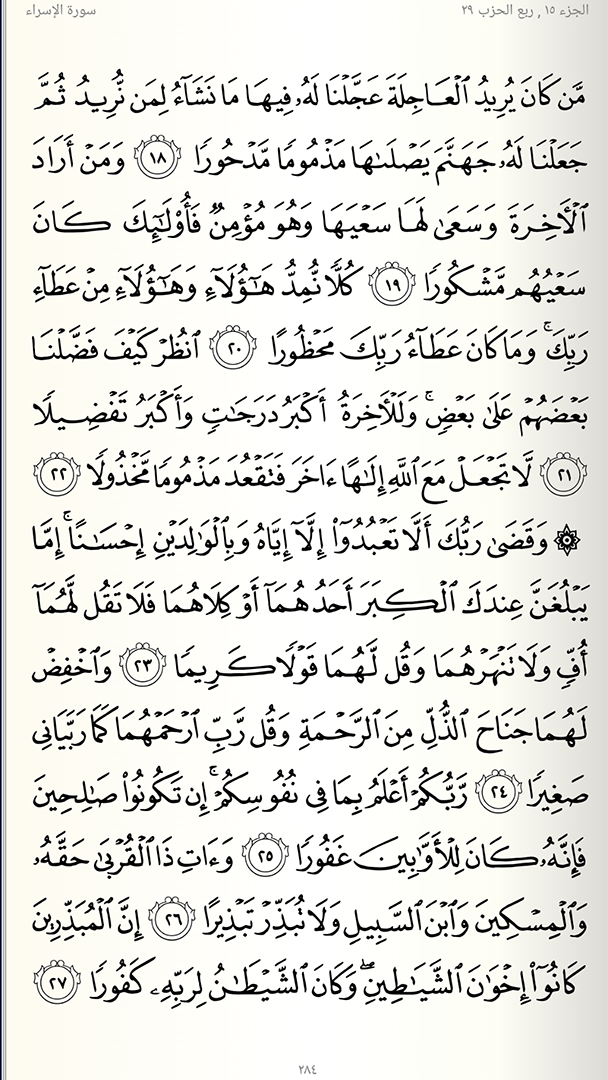 سورة الإسراء
الجزء ١٥ , ربع الحزب ٢٩
مَّن كَانَ يُرِيدُ ٱلْعَاجِلَةَ عَجَّلْنَا لَهُۥ فِيهَا مَا نَشَآءُ لِمَن نُّرِيدُ ثُمَّ
جَعَلْنَا لَهُۥ جَهَنَّمَ يَصْلَىٰهَا مَذْمُومًا مَّدْحُورًا ١٨ وَمَنْ أَرَادَ
ٱلْـَٔاخِرَةَ وَسَعَىٰ لَهَا سَعْيَهَا وَهُوَ مُؤْمِنٌ فَأُو۟لَـٰٓئِكَ كَانَ
سَعْيُهُم مَّشْكُورًا ١٩ كُلًّا نُّمِدُّ هَـٰٓؤُلَآءِ وَهَـٰٓؤُلَآءِ مِنْ عَطَآءِ
رَبِّكَ ۚ وَمَا كَانَ عَطَآءُ رَبِّكَ مَحْظُورًا ٢٠ ٱنظُرْ كَيْفَ فَضَّلْنَا
بَعْضَهُمْ عَلَىٰ بَعْضٍ ۚ وَلَلْـَٔاخِرَةُ أَكْبَرُ دَرَجَـٰتٍ وَأَكْبَرُ تَفْضِيلًا
٢١ لَّا تَجْعَلْ مَعَ ٱللَّهِ إِلَـٰهًا ءَاخَرَ فَتَقْعُدَ مَذْمُومًا مَّخْذُولًا ٢٢
۞ وَقَضَىٰ رَبُّكَ أَلَّا تَعْبُدُوٓا۟ إِلَّآ إِيَّاهُ وَبِٱلْوَٰلِدَيْنِ إِحْسَـٰنًا ۚ إِمَّا
يَبْلُغَنَّ عِندَكَ ٱلْكِبَرَ أَحَدُهُمَآ أَوْ كِلَاهُمَا فَلَا تَقُل لَّهُمَآ
أُفٍّ وَلَا تَنْهَرْهُمَا وَقُل لَّهُمَا قَوْلًا كَرِيمًا ٢٣ وَٱخْفِضْ
لَهُمَا جَنَاحَ ٱلذُّلِّ مِنَ ٱلرَّحْمَةِ وَقُل رَّبِّ ٱرْحَمْهُمَا كَمَا رَبَّيَانِى
صَغِيرًا ٢٤ رَّبُّكُمْ أَعْلَمُ بِمَا فِى نُفُوسِكُمْ ۚ إِن تَكُونُوا۟ صَـٰلِحِينَ
فَإِنَّهُۥ كَانَ لِلْأَوَّٰبِينَ غَفُورًا ٢٥ وَءَاتِ ذَا ٱلْقُرْبَىٰ حَقَّهُۥ
وَٱلْمِسْكِينَ وَٱبْنَ ٱلسَّبِيلِ وَلَا تُبَذِّرْ تَبْذِيرًا ٢٦ إِنَّ ٱلْمُبَذِّرِينَ
كَانُوٓا۟ إِخْوَٰنَ ٱلشَّيَـٰطِينِ ۖ وَكَانَ ٱلشَّيْطَـٰنُ لِرَبِّهِۦ كَفُورًا ٢٧
٢٨٤